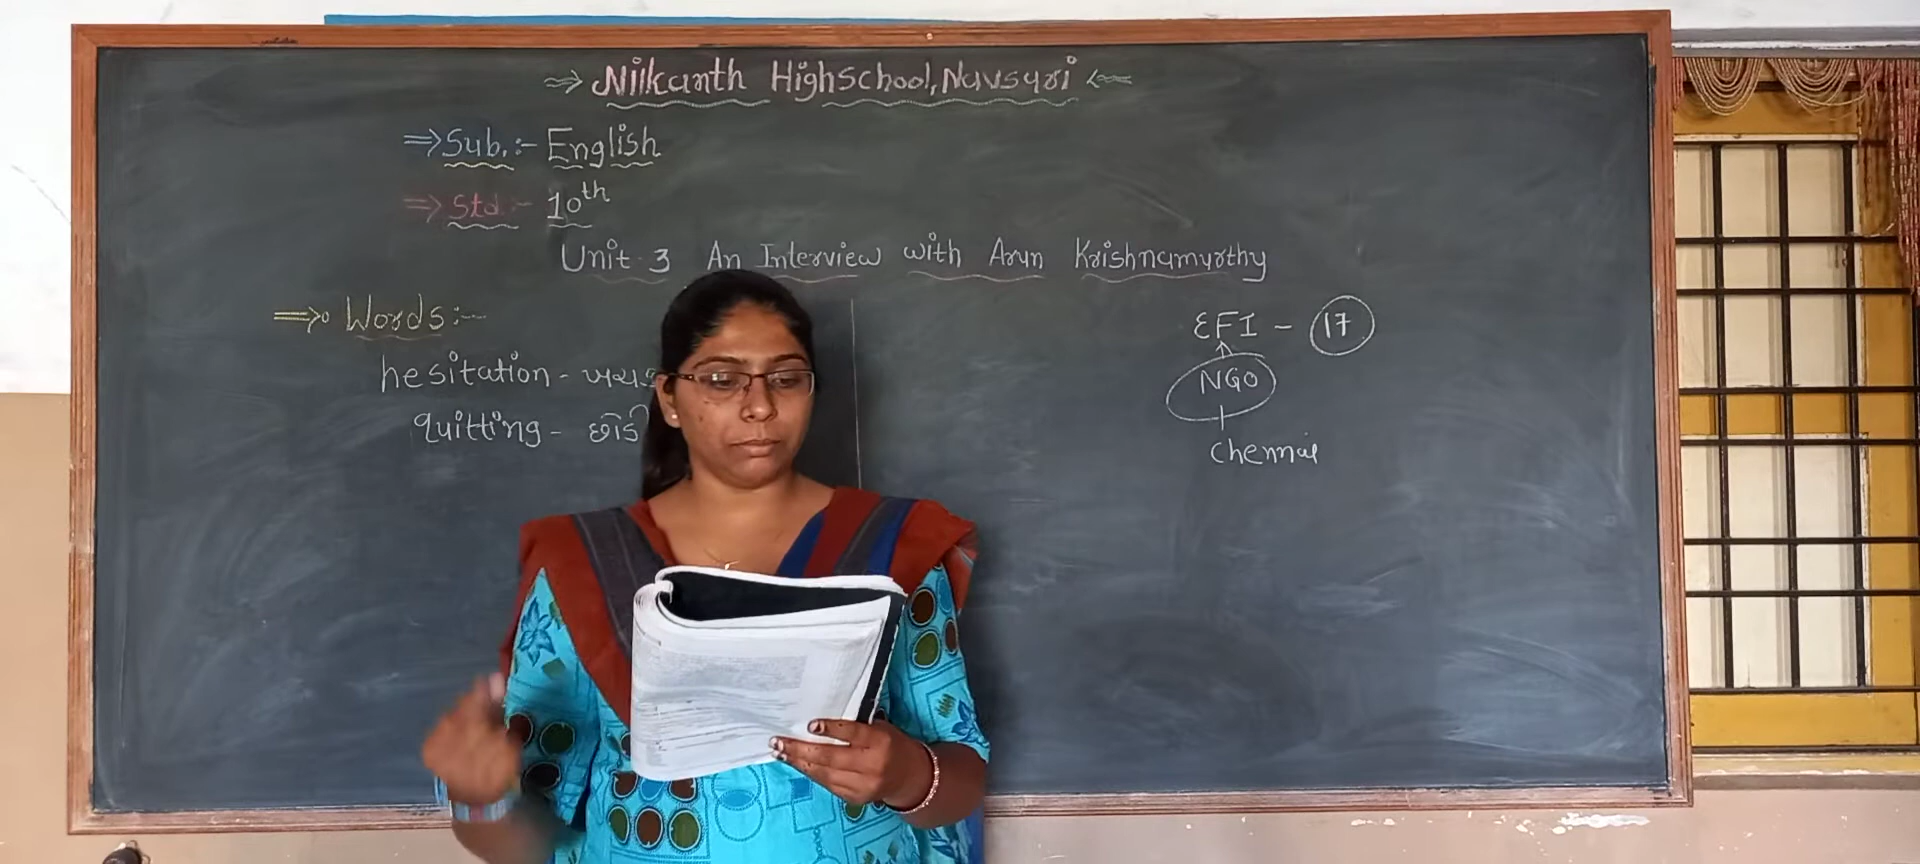 ⇒ Nilkanth Highschool, Navsari ⇐
⇒ Sub.:- English
⇒ Std :- 10th
Unit-3 An Interview with Arun Krishnamurthy
⇒ Words :-
hesitation -
quitting -
EFI - 17
NGO
Chennai